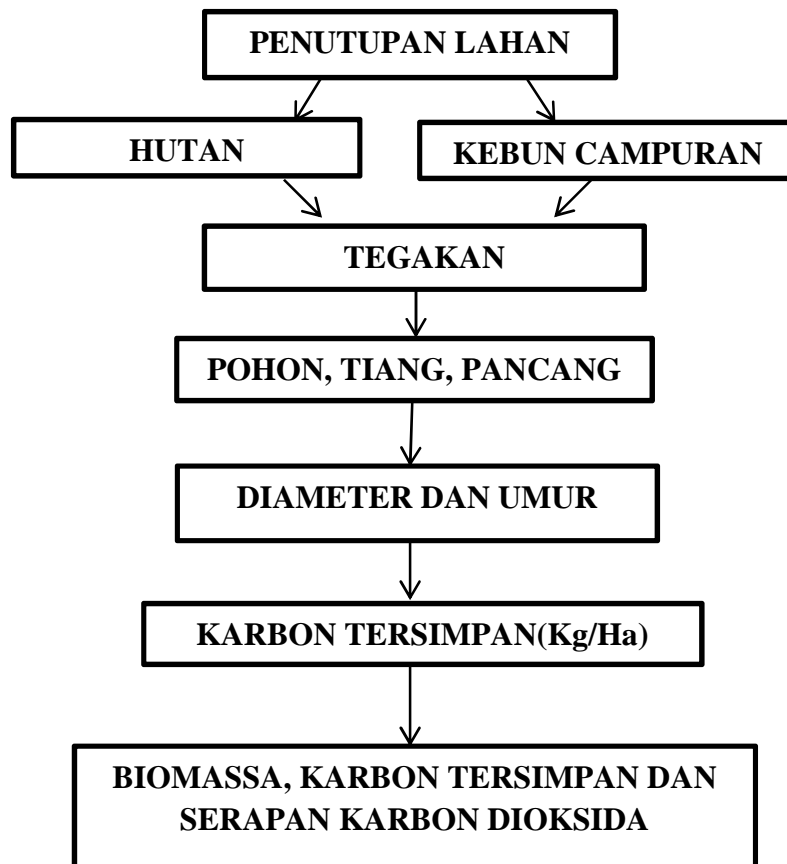 PENUTUPAN LAHAN
HUTAN
KEBUN CAMPURAN
TEGAKAN
POHON, TIANG, PANCANG
DIAMETER DAN UMUR
KARBON TERSIMPAN(Kg/Ha)
BIOMASSA, KARBON TERSIMPAN DAN
SERAPAN KARBON DIOKSIDA